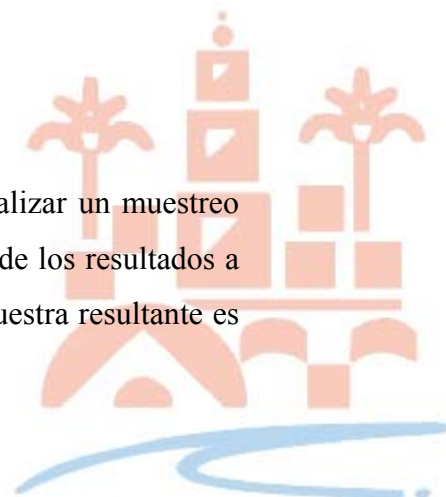 alizar un muestreo
de los resultados a
uestra resultante es